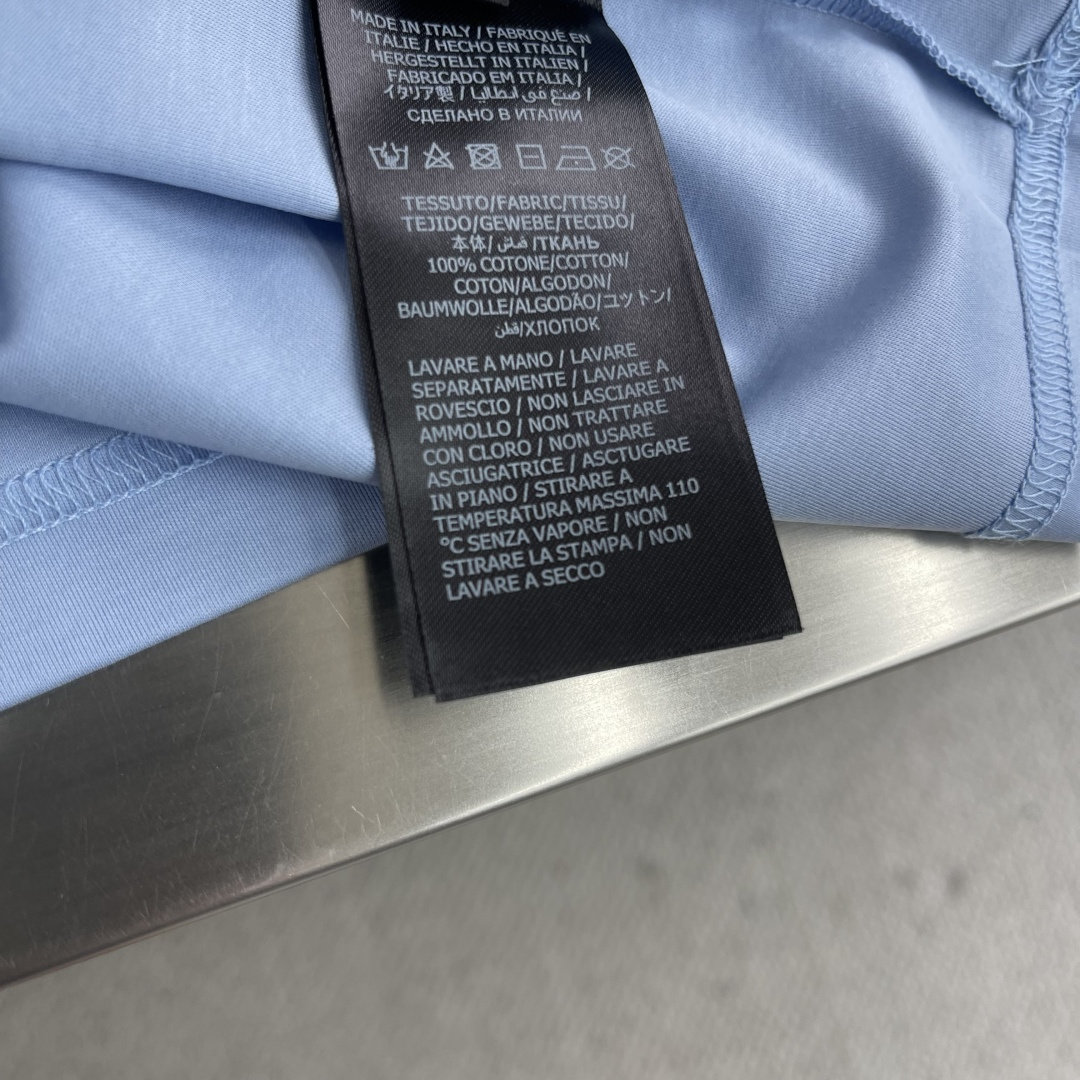 MADE IN ITALY / FABRIQUÉ EN
ITALIE / HECHO EN ITALIA /
HERGESTELLT IN ITALIEN /
FABRICADO EM ITALIA /
イタリア製 / صنع في ايطاليا /
СДЕЛАНО В ИТАЛИИ
TESSUTO/FABRIC/TISSU/
TEJIDO/GEWEBE/TECIDO/
本体/ قماش /ТКАНЬ
100% COTONE/COTTON/
COTON/ALGODON/
BAUMWOLLE/ALGODÃO/ユットン/
قطن/ХЛОПОК
LAVARE A MANO / LAVARE
SEPARATAMENTE / LAVARE A
ROVESCIO / NON LASCIARE IN
AMMOLLO / NON TRATTARE
CON CLORO / NON USARE
ASCIUGATRICE / ASCTUGARE
IN PIANO / STIRARE A
TEMPERATURA MASSIMA 110
°C SENZA VAPORE / NON
STIRARE LA STAMPA / NON
LAVARE A SECCO